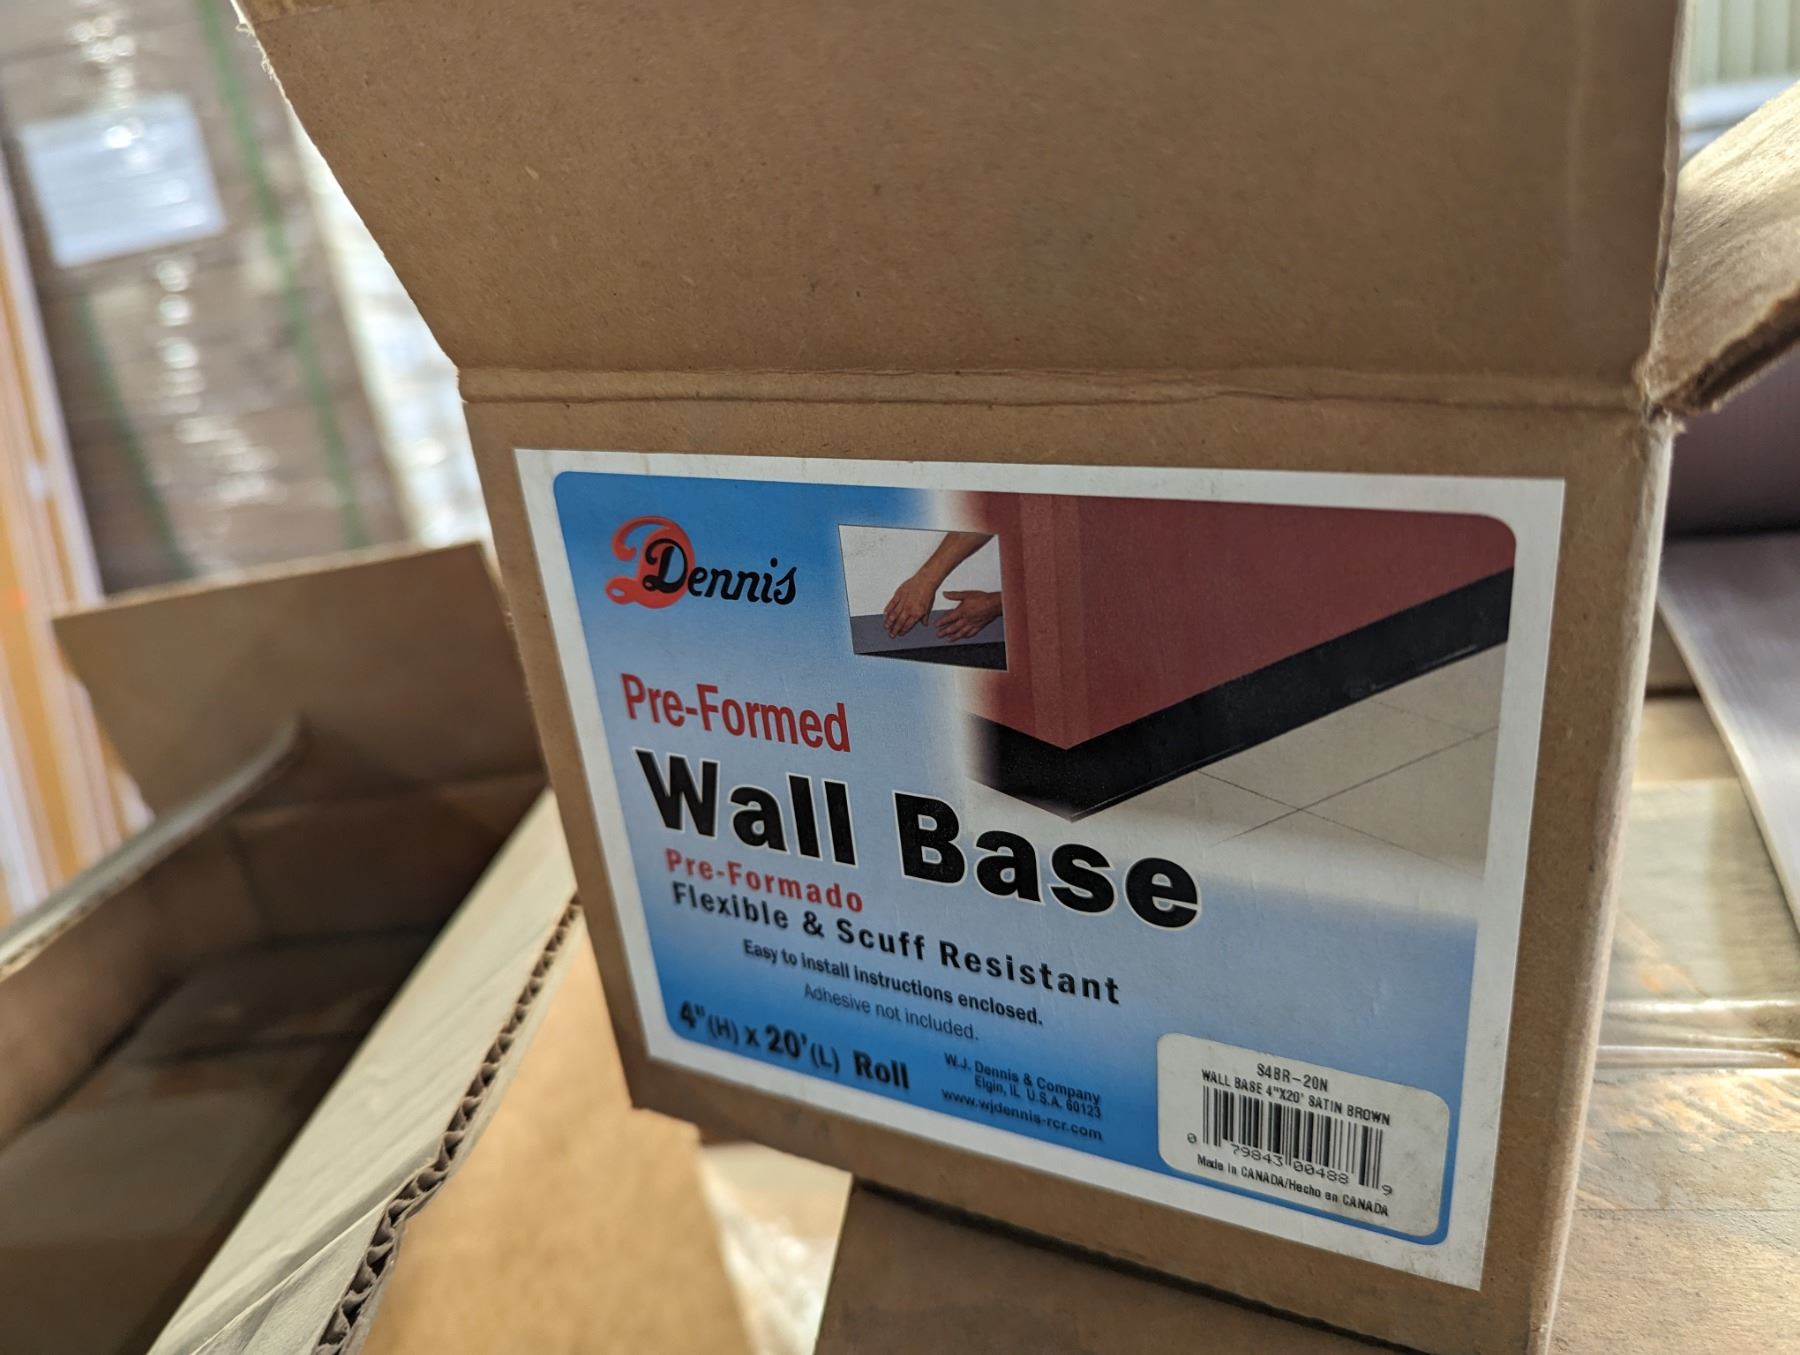 Dennis
Pre-Formed
Wall Base
Pre-Formado
Flexible & Scuff Resistant
Easy to install instructions enclosed.
Adhesive not included.
4"(H) x 20'(L) Roll
W.J. Dennis & Company
Elgin, IL U.S.A. 60123
www.wjdennis-rcr.com
S4BR-20N
WALL BASE 4"X20' SATIN BROWN
0 79843 00488 9
Made in CANADA/Hecho en CANADA